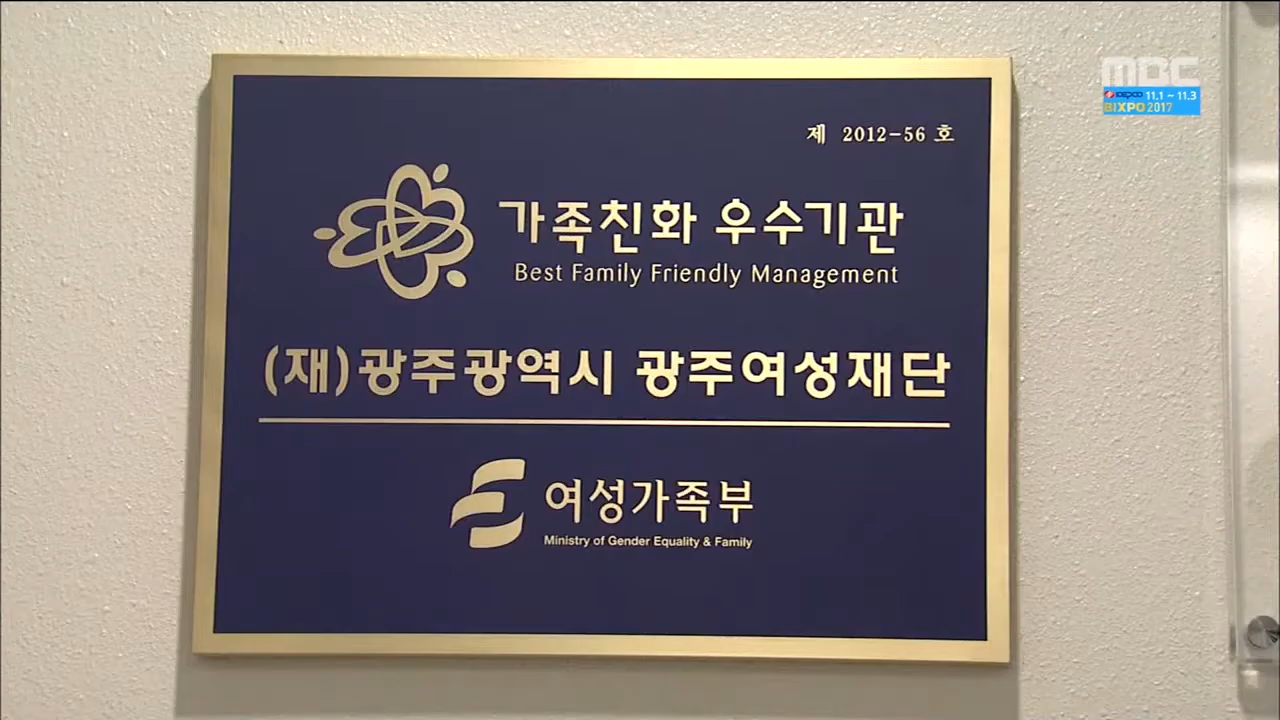 MBC
KEPCO 11.1 ~ 11.3
BIXPO 2017
제 2012-56 호
가족친화 우수기관
Best Family Friendly Management
(재)광주광역시 광주여성재단
여성가족부
Ministry of Gender Equality & Family